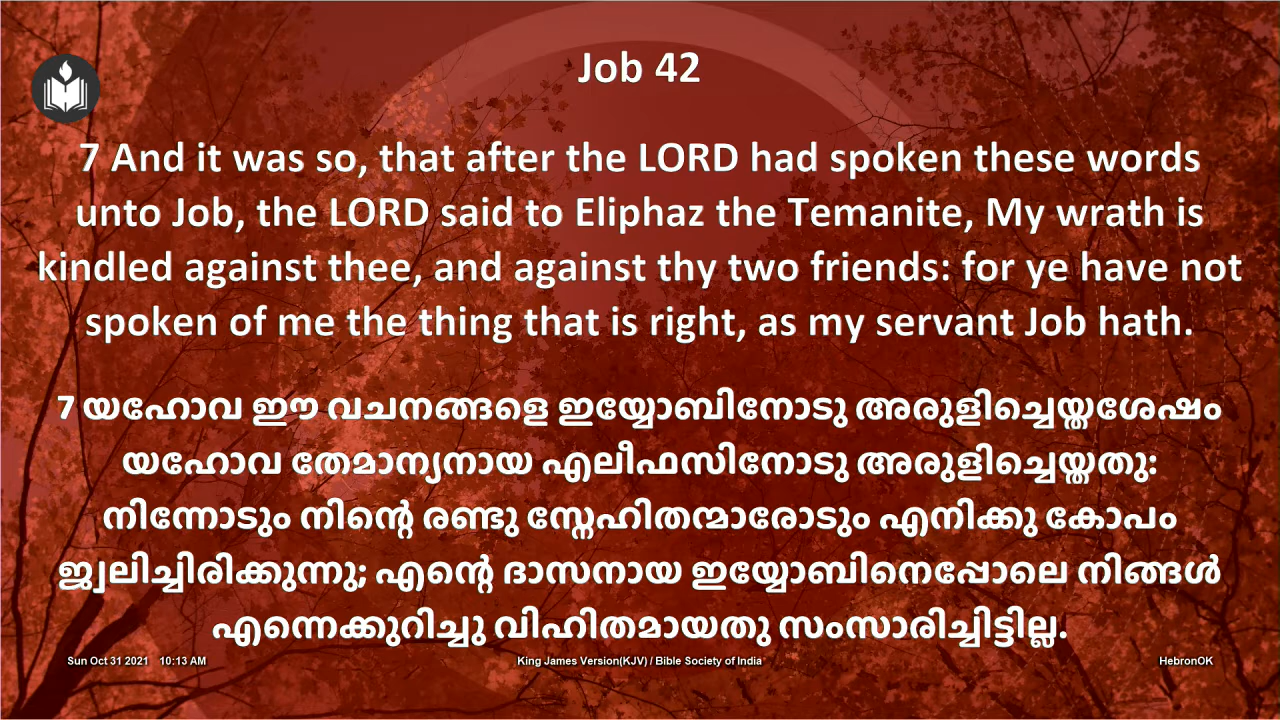 Job 42
7 And it was so, that after the LORD had spoken these words
unto Job, the LORD said to Eliphaz the Temanite, My wrath is
kindled against thee, and against thy two friends: for ye have not
spoken of me the thing that is right, as my servant Job hath.
7 യഹോവ ഈ വചനങ്ങളെ ഇയ്യോബിനോടു അരുളിച്ചെയ്തശേഷം
യഹോവ തേമാന്യനായ എലീഫസിനോടു അരുളിച്ചെയ്തതു:
നിന്നോടും നിന്റെ രണ്ടു സ്നേഹിതന്മാരോടും എനിക്കു കോപം
ജ്വലിച്ചിരിക്കുന്നു; എന്റെ ദാസനായ ഇയ്യോബിനെപ്പോലെ നിങ്ങൾ
എന്നെക്കുറിച്ചു വിഹിതമായതു സംസാരിച്ചിട്ടില്ല.
Sun Oct 31 2021 10:13 AM King James Version(KJV) / Bible Society of India HebronOK